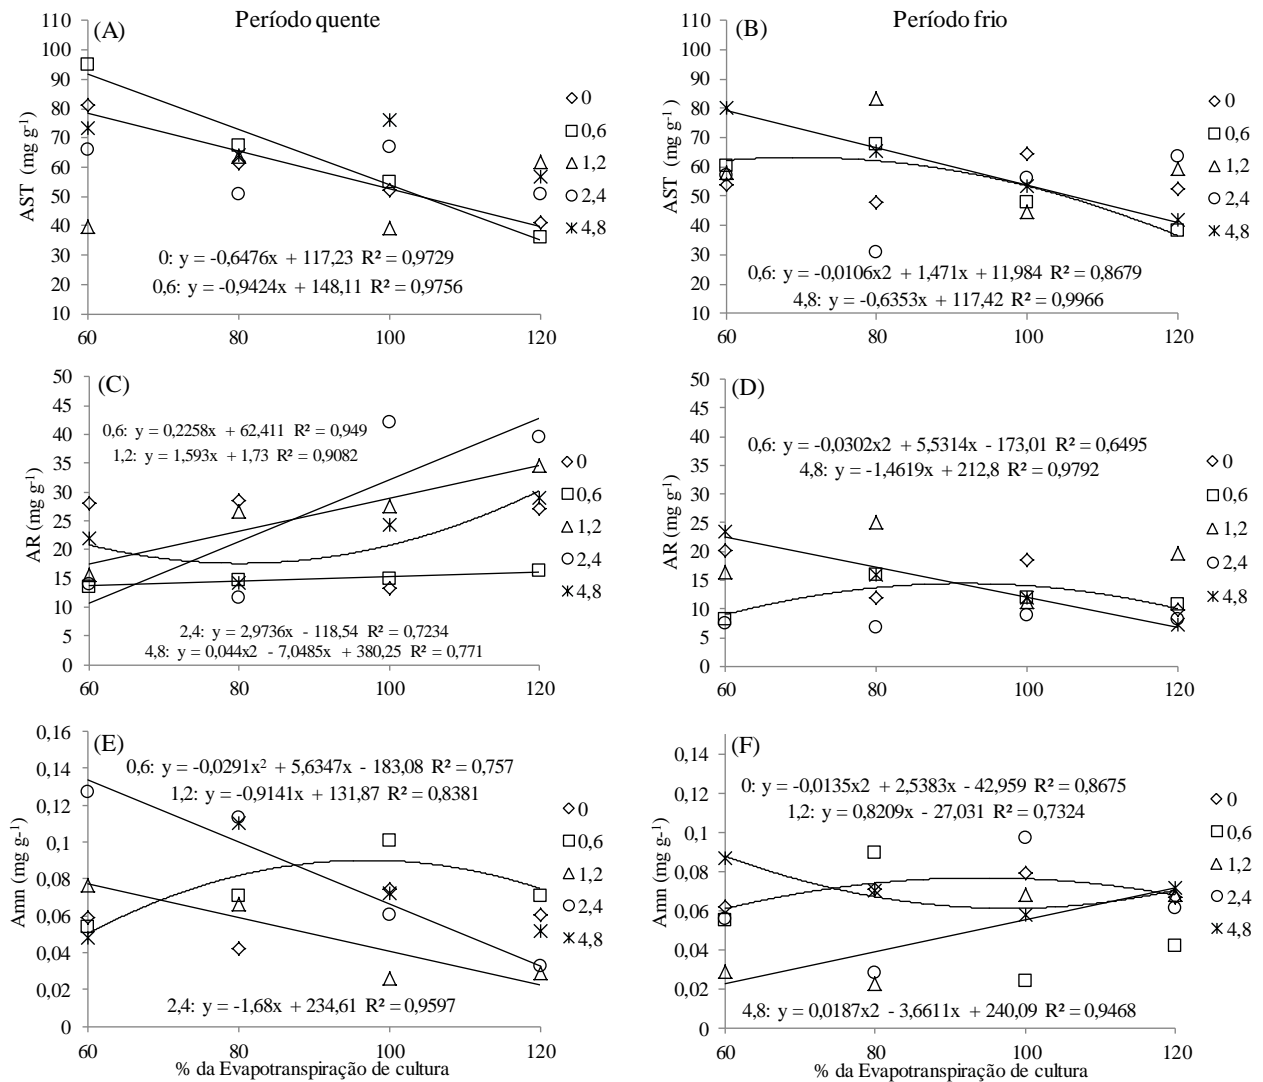 Período quente
(A)
110
100
90
80
70
60
50
40
30
20
10
AST (mg g-1)
0
0,6
1,2
2,4
4,8
0: y = -0,6476x + 117,23 R² = 0,9729
0,6: y = -0,9424x + 148,11 R² = 0,9756
60 80 100 120
Período frio
(B)
110
100
90
80
70
60
50
40
30
20
10
AST (mg g-1 )
0
0,6
1,2
2,4
4,8
0,6: y = -0,0106x2 + 1,471x + 11,984 R² = 0,8679
4,8: y = -0,6353x + 117,42 R² = 0,9966
60 80 100 120
(C)
50
45
40
35
30
25
20
15
10
5
0
AR (mg g-1)
0,6: y = 0,2258x + 62,411 R² = 0,949
1,2: y = 1,593x + 1,73 R² = 0,9082
0
0,6
1,2
2,4
4,8
2,4: y = 2,9736x - 118,54 R² = 0,7234
4,8: y = 0,044x2 - 7,0485x + 380,25 R² = 0,771
60 80 100 120
(D)
50
45
40
35
30
25
20
15
10
5
0
AR (mg g-1)
0,6: y = -0,0302x2 + 5,5314x - 173,01 R² = 0,6495
4,8: y = -1,4619x + 212,8 R² = 0,9792
0
0,6
1,2
2,4
4,8
60 80 100 120
(E)
0,16
0,14
0,12
0,1
0,08
0,06
0,04
0,02
0
Amn (mg g-1)
0,6: y = -0,0291x² + 5,6347x - 183,08 R² = 0,757
1,2: y = -0,9141x + 131,87 R² = 0,8381
0
0,6
1,2
2,4
4,8
2,4: y = -1,68x + 234,61 R² = 0,9597
60 80 100 120
% da Evapotranspiração de cultura
(F)
0,14
0,12
0,1
0,08
0,06
0,04
0,02
0
Amn (mg g-1)
0: y = -0,0135x2 + 2,5383x - 42,959 R² = 0,8675
1,2: y = 0,8209x - 27,031 R² = 0,7324
0
0,6
1,2
2,4
4,8
4,8: y = 0,0187x2 - 3,6611x + 240,09 R² = 0,9468
60 80 100 120
% da Evapotranspiração de cultura